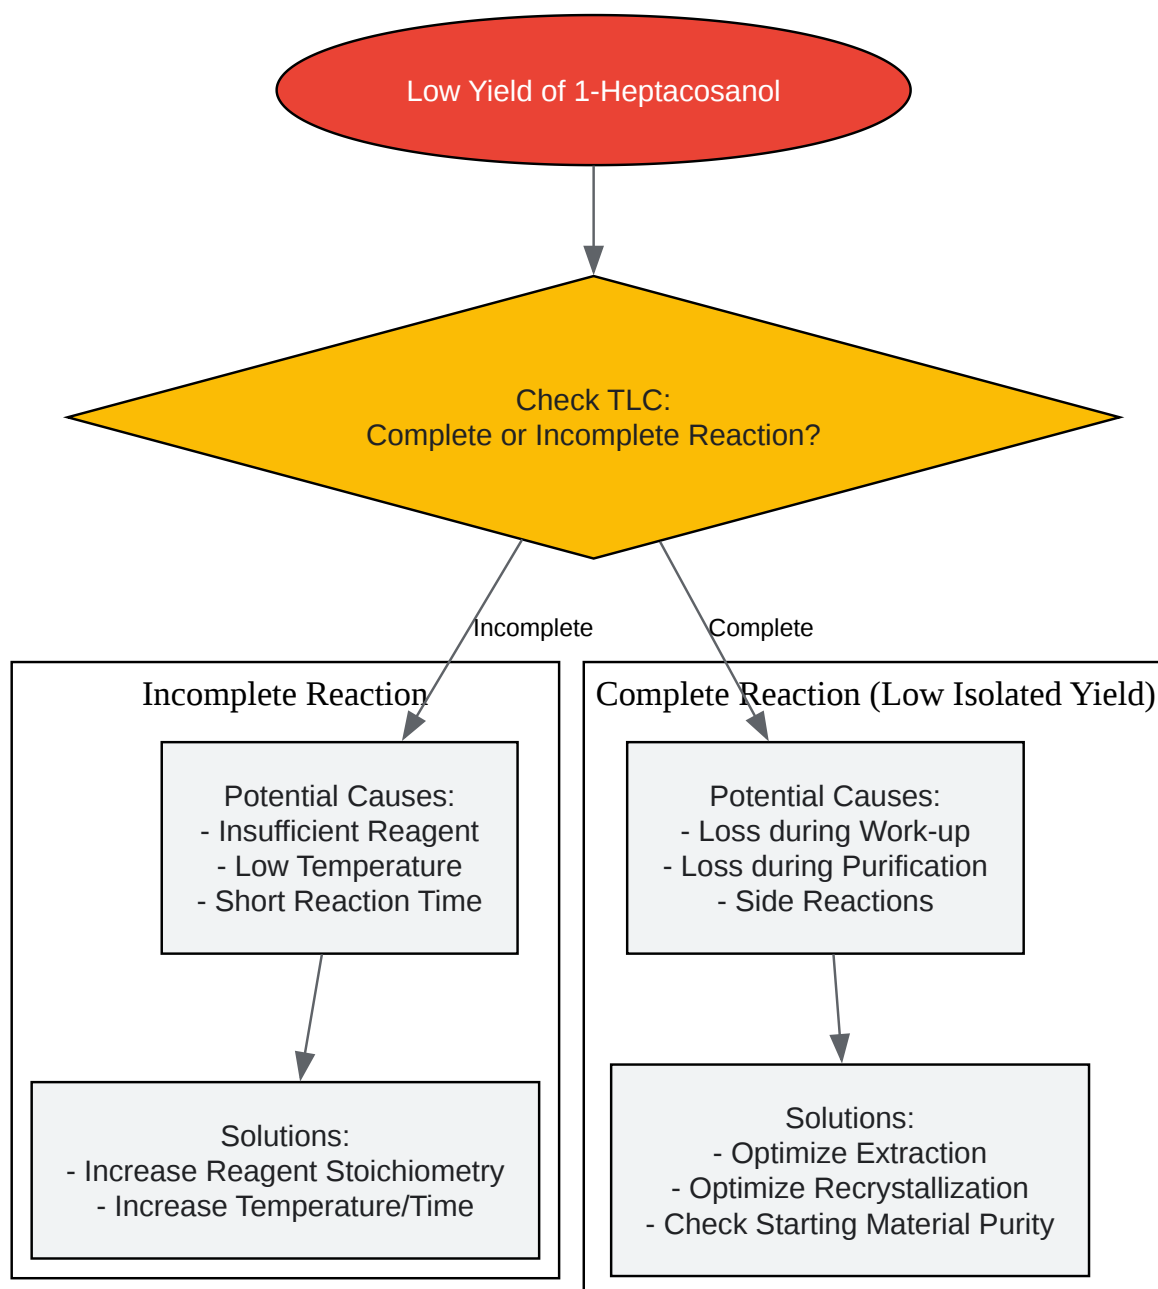 Low Yield of 1-Heptacosanol
Check TLC:
Complete or Incomplete Reaction?
Incomplete
Complete
Incomplete Reaction
Potential Causes:
- Insufficient Reagent
- Low Temperature
- Short Reaction Time
Solutions:
- Increase Reagent Stoichiometry
- Increase Temperature/Time
Complete Reaction (Low Isolated Yield)
Potential Causes:
- Loss during Work-up
- Loss during Purification
- Side Reactions
Solutions:
- Optimize Extraction
- Optimize Recrystallization
- Check Starting Material Purity